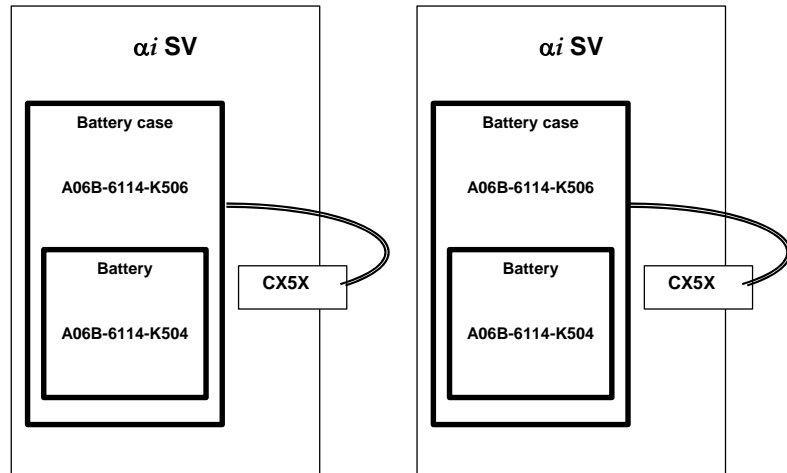 αi SV
Battery case
A06B-6114-K506
Battery
A06B-6114-K504
CX5X
αi SV
Battery case
A06B-6114-K506
Battery
A06B-6114-K504
CX5X